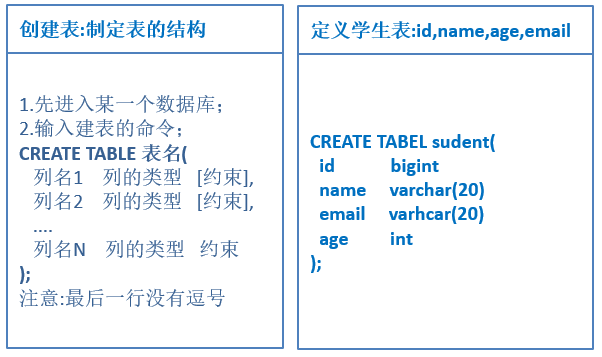 创建表:制定表的结构
1.先进入某一个数据库；
2.输入建表的命令；
CREATE TABLE 表名(
列名1 列的类型 [约束],
列名2 列的类型 [约束],
....
列名N 列的类型 约束
);
注意:最后一行没有逗号
定义学生表:id,name,age,email
CREATE TABEL sudent(
id bigint
name varchar(20)
email varhcar(20)
age int
);